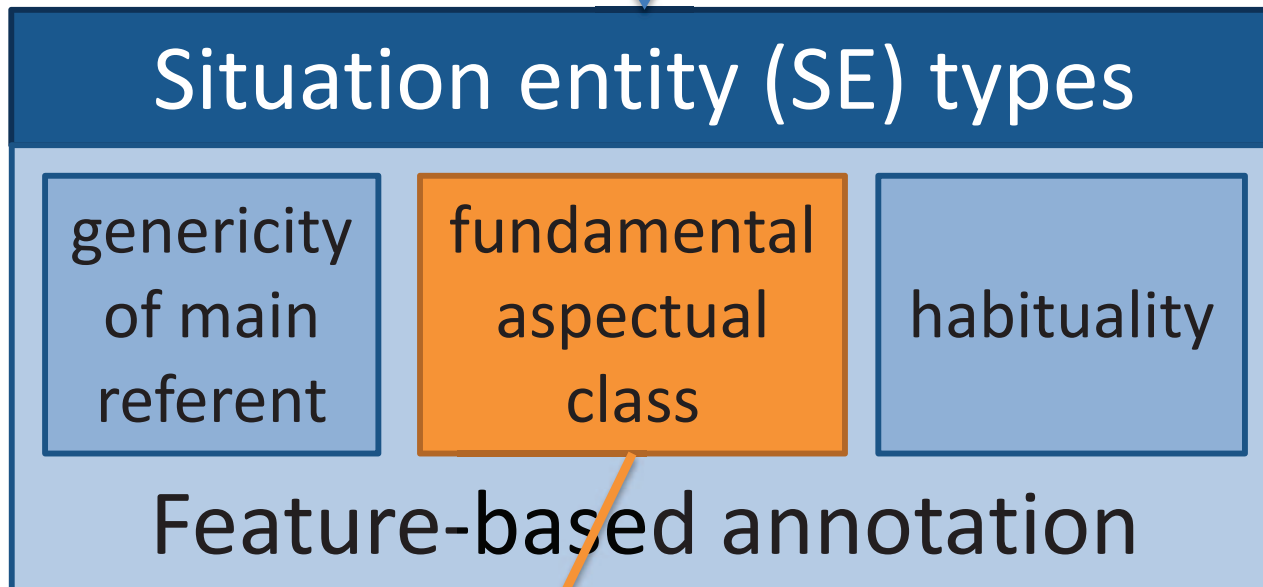 Situation entity (SE) types
genericity
of main
referent
fundamental
aspectual
class
habituality
Feature-based annotation